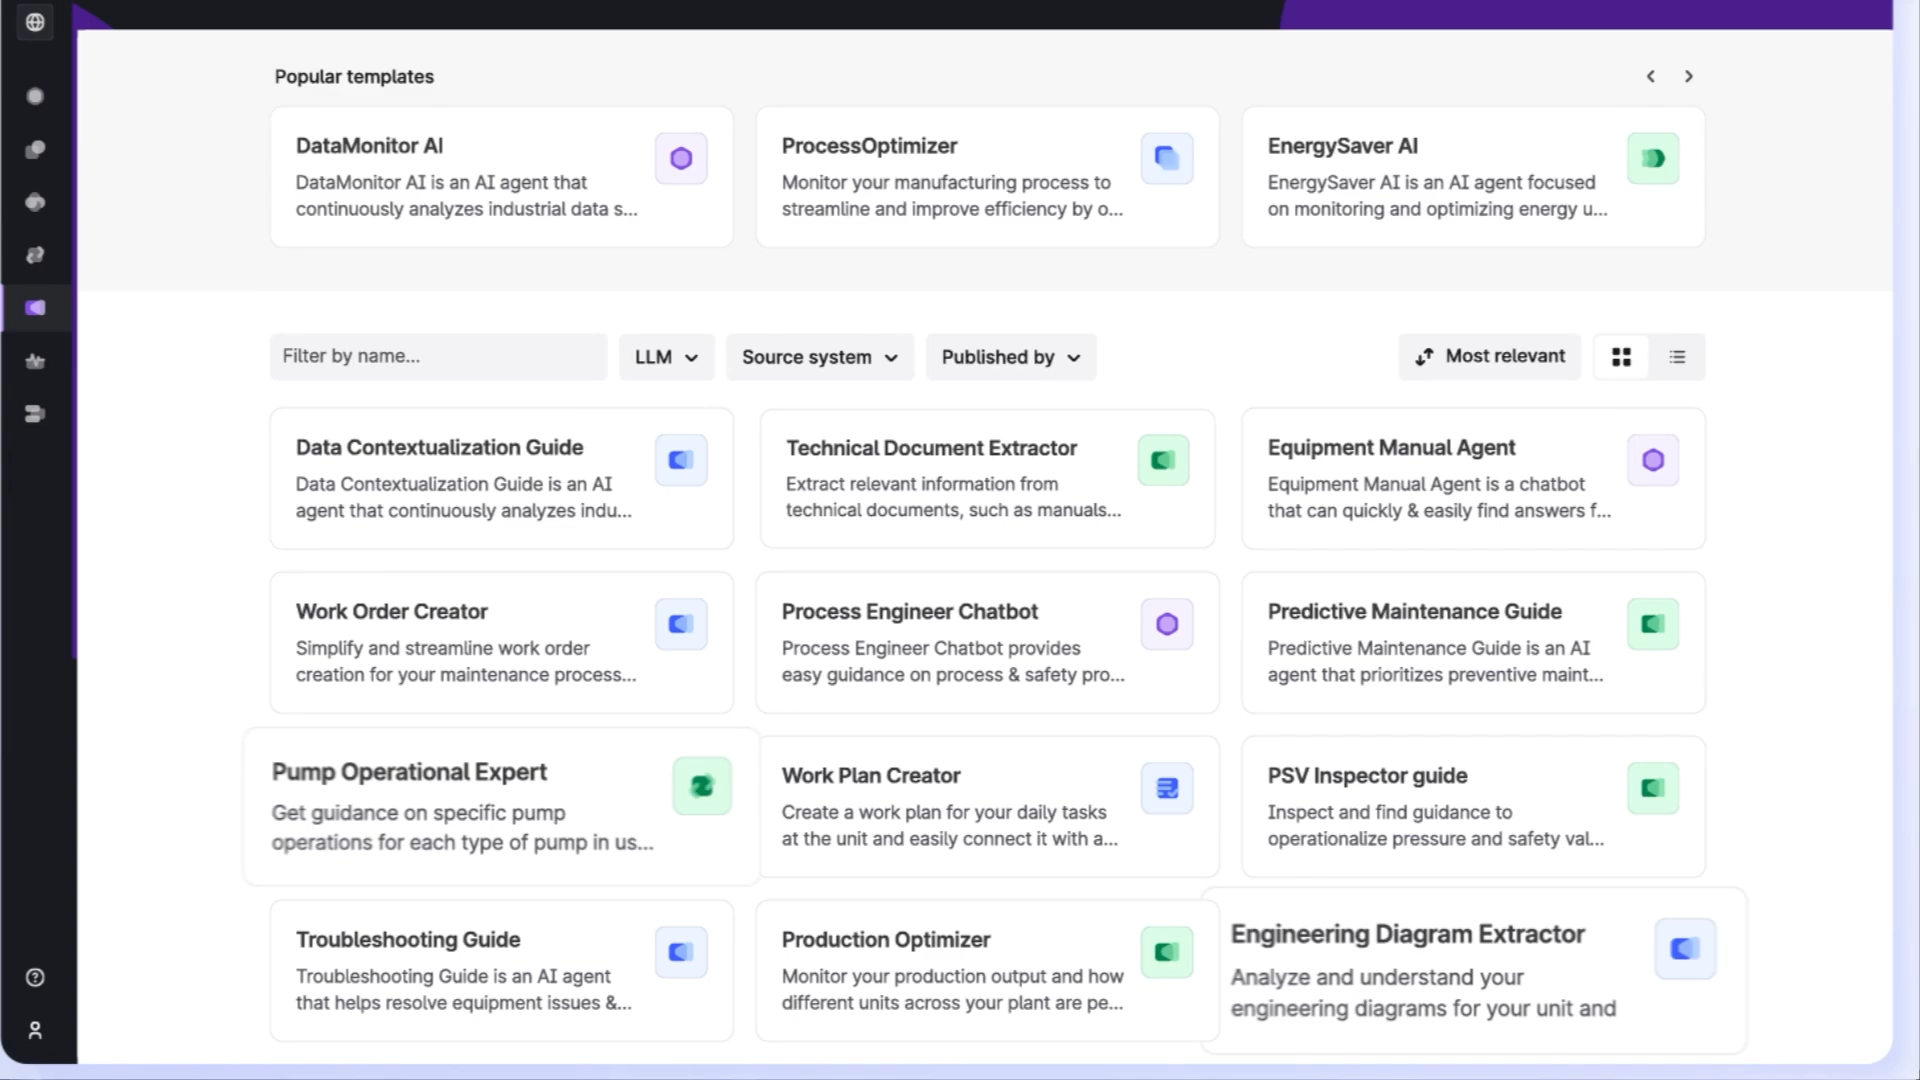 Popular templates
DataMonitor AI
DataMonitor AI is an AI agent that
continuously analyzes industrial data s...
ProcessOptimizer
Monitor your manufacturing process to
streamline and improve efficiency by o...
EnergySaver AI
EnergySaver AI is an AI agent focused
on monitoring and optimizing energy u...
Filter by name...
LLM
Source system
Published by
Most relevant
Data Contextualization Guide
Data Contextualization Guide is an AI
agent that continuously analyzes indu...
Technical Document Extractor
Extract relevant information from
technical documents, such as manuals...
Equipment Manual Agent
Equipment Manual Agent is a chatbot
that can quickly & easily find answers f...
Work Order Creator
Simplify and streamline work order
creation for your maintenance process...
Process Engineer Chatbot
Process Engineer Chatbot provides
easy guidance on process & safety pro...
Predictive Maintenance Guide
Predictive Maintenance Guide is an AI
agent that prioritizes preventive maint...
Pump Operational Expert
Get guidance on specific pump
operations for each type of pump in us...
Work Plan Creator
Create a work plan for your daily tasks
at the unit and easily connect it with a...
PSV Inspector guide
Inspect and find guidance to
operationalize pressure and safety val...
Troubleshooting Guide
Troubleshooting Guide is an AI agent
that helps resolve equipment issues &...
Production Optimizer
Monitor your production output and how
different units across your plant are pe...
Engineering Diagram Extractor
Analyze and understand your
engineering diagrams for your unit and